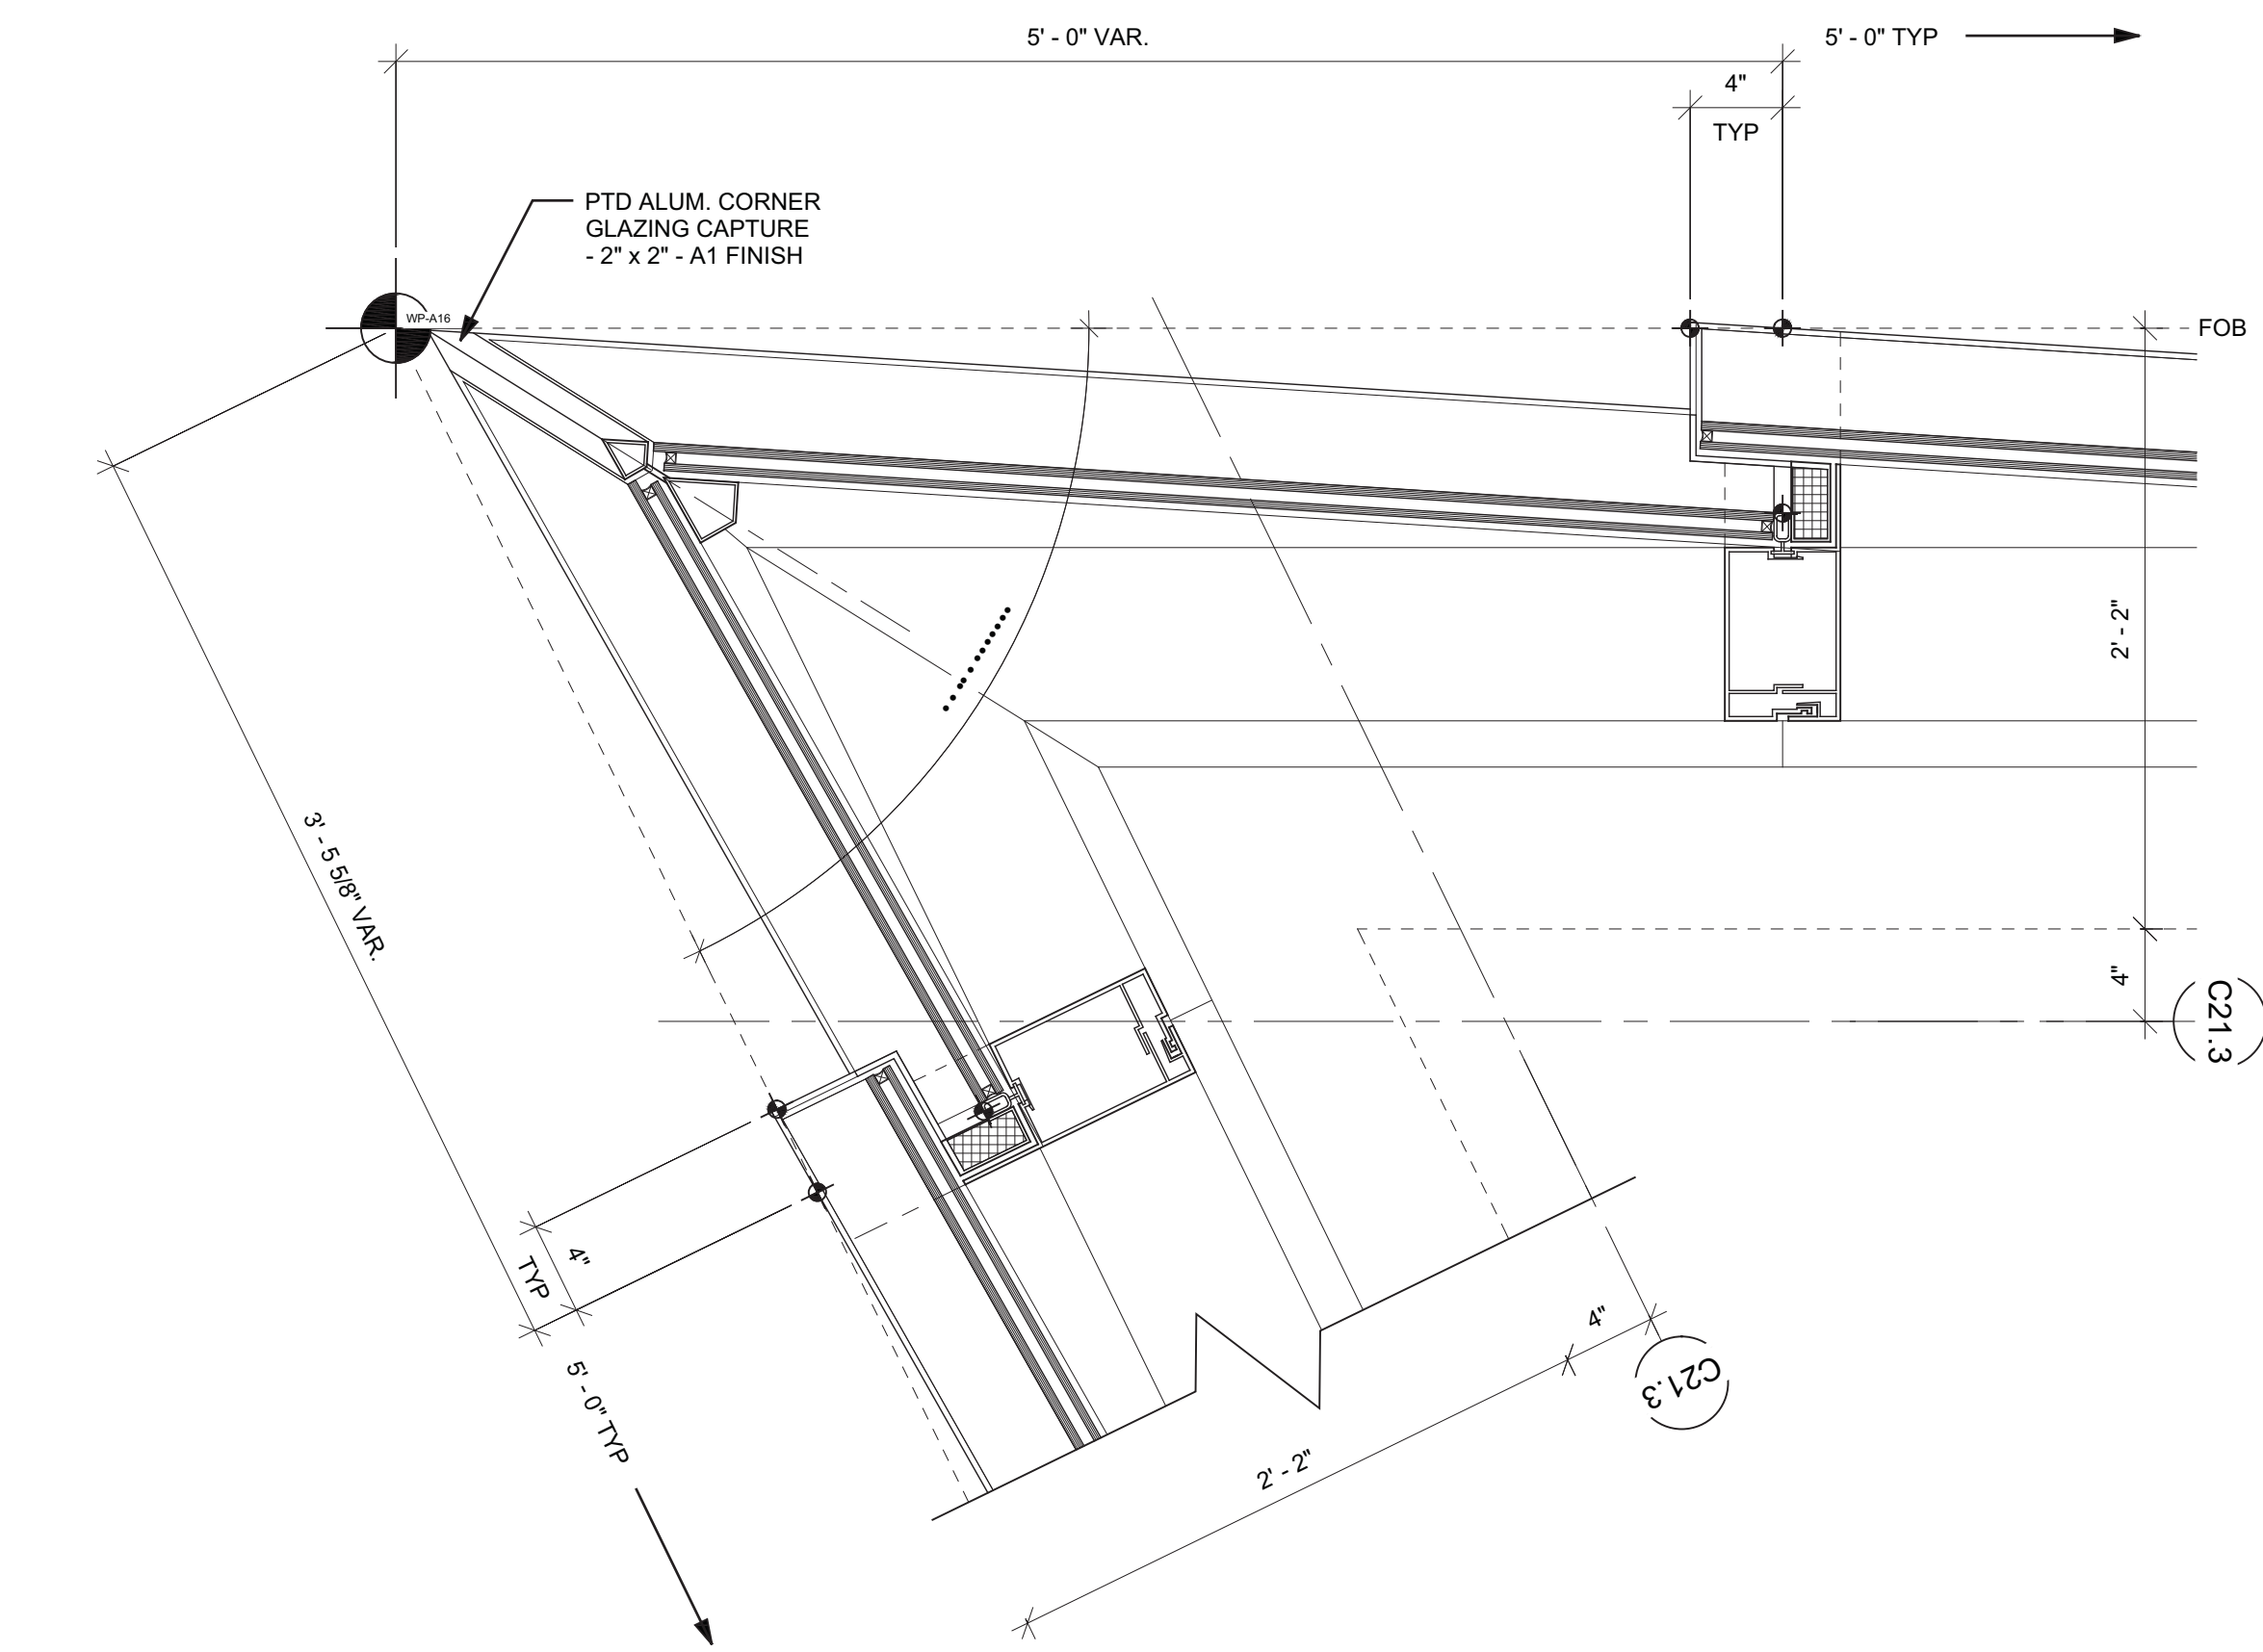 5' - 0" VAR.
5' - 0" TYP
4"
TYP
PTD ALUM. CORNER
GLAZING CAPTURE
- 2" x 2" - A1 FINISH
WP-A16
FOB
2' - 2"
4"
C21.3
3' - 5 5/8" VAR.
4"
TYP
5' - 0" TYP
4"
C21.3
2' - 2"